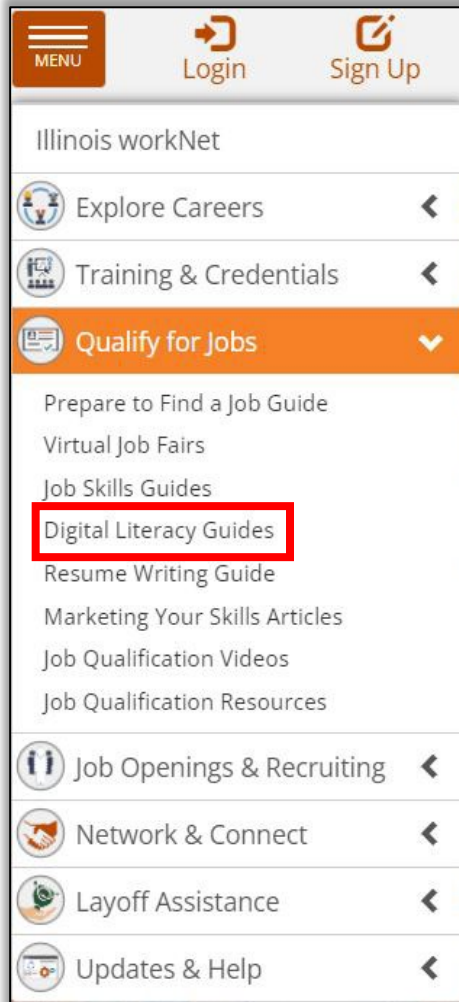 MENU
Login
Sign Up
Illinois workNet
Explore Careers
Training & Credentials
Qualify for Jobs
Prepare to Find a Job Guide
Virtual Job Fairs
Job Skills Guides
Digital Literacy Guides
Resume Writing Guide
Marketing Your Skills Articles
Job Qualification Videos
Job Qualification Resources
Job Openings & Recruiting
Network & Connect
Layoff Assistance
Updates & Help